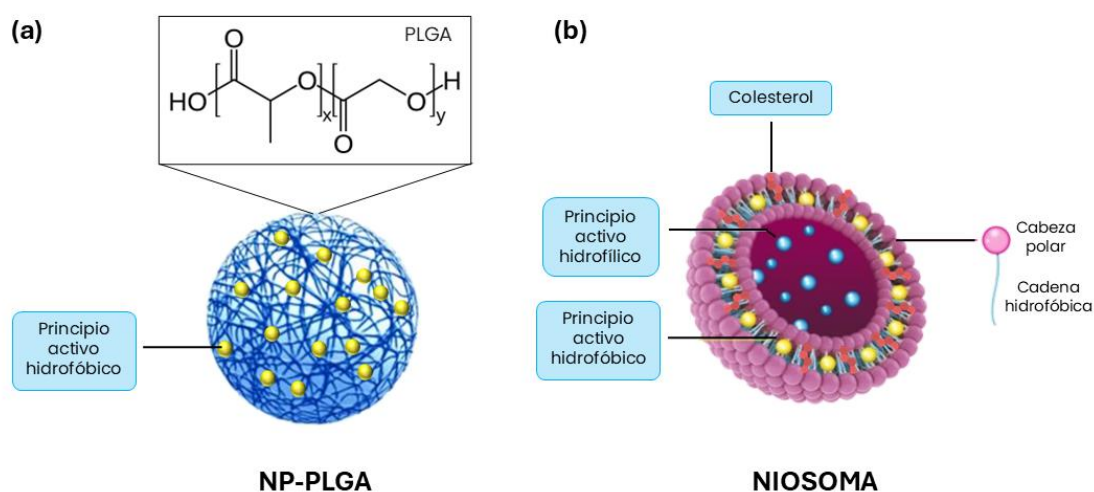 (a)
PLGA
O
HO
O
x
O
O
y
H
Principio
activo
hidrofóbico
NP-PLGA
(b)
Colesterol
Principio
activo
hidrofílico
Principio
activo
hidrofóbico
Cabeza
polar
Cadena
hidrofóbica
NIOSOMA